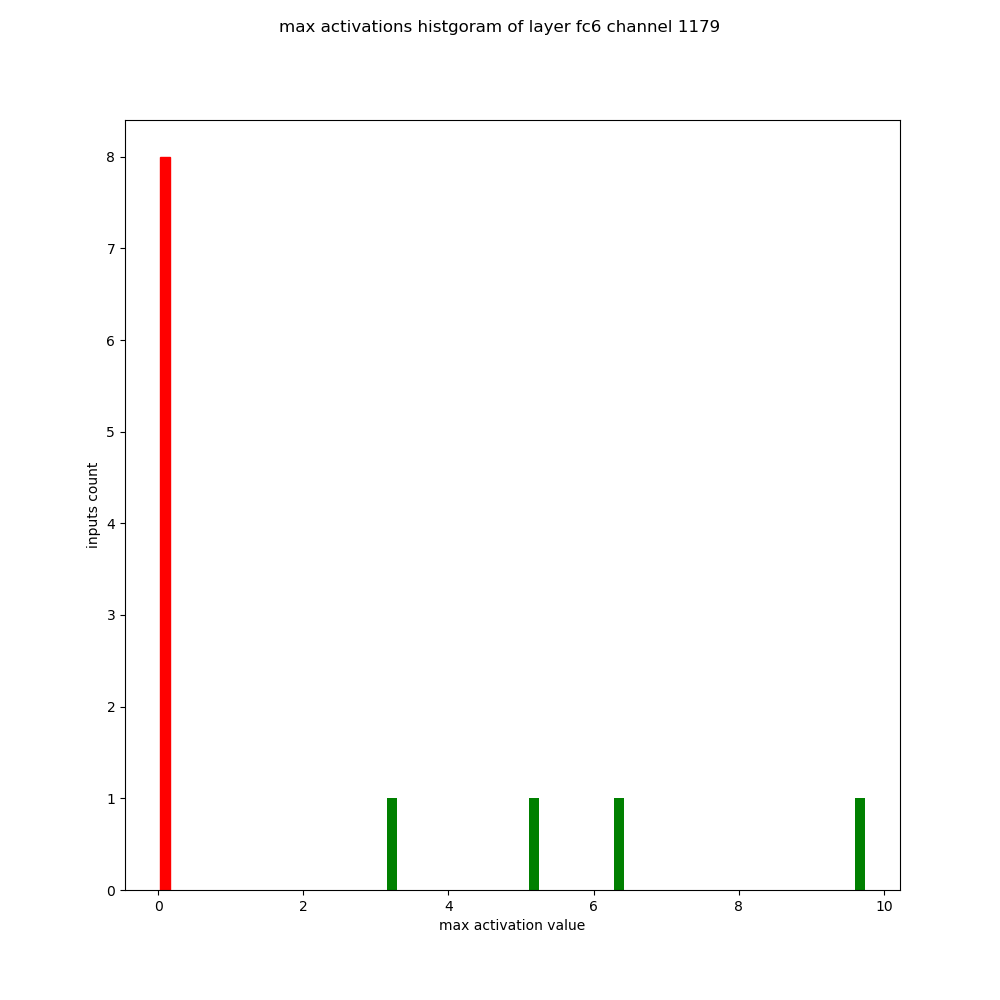 max activations histgoram of layer fc6 channel 1179
8
7
6
5
4
3
2
1
0
inputs count
0 2 4 6 8 10
max activation value